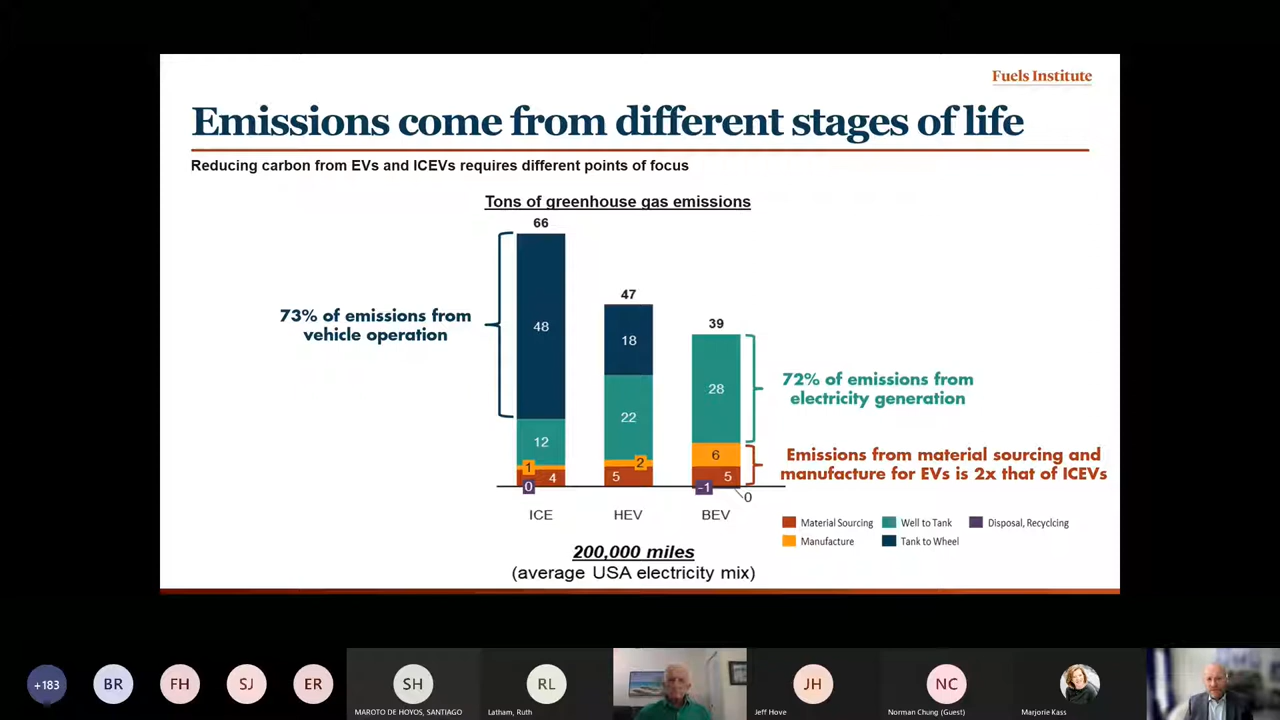 Fuels Institute
Emissions come from different stages of life
Reducing carbon from EVs and ICEVs requires different points of focus
Tons of greenhouse gas emissions
66
47
39
73% of emissions from
vehicle operation
48
18
28
72% of emissions from
electricity generation
12
22
6
Emissions from material sourcing and
manufacture for EVs is 2x that of ICEVs
1
2
4
5
5
0
-1
0
ICE
HEV
BEV
Material Sourcing
Well to Tank
Disposal, Recylcing
Manufacture
Tank to Wheel
200,000 miles
(average USA electricity mix)
+183
BR
FH
SJ
ER
SH
RL
JH
NC
MAROTO DE HOYOS, SANTIAGO
Latham, Ruth
Jeff Hove
Norman Chung (Guest)
Marjorie Kass